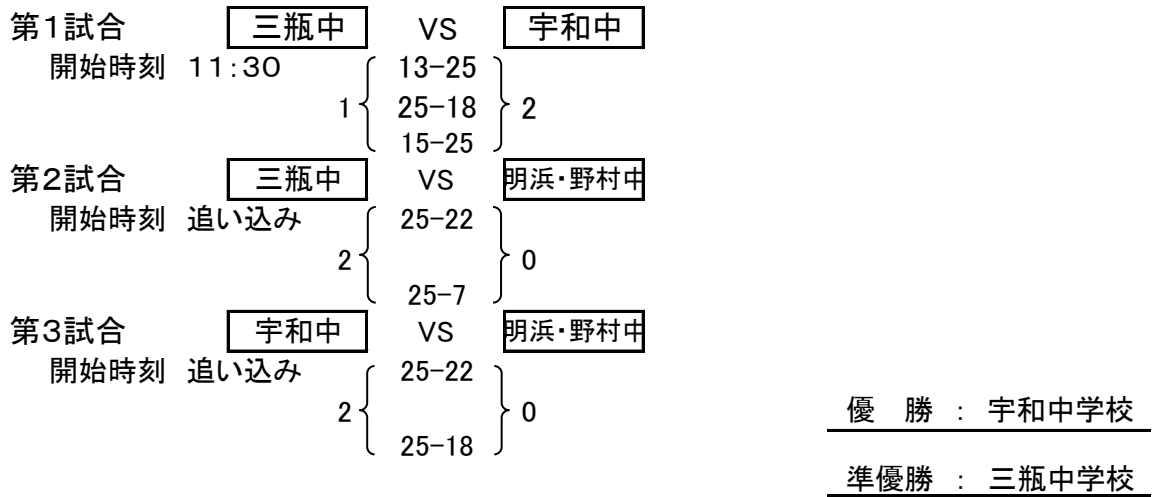 第1試合 三瓶中 VS 宇和中
開始時刻 11:30 13-25
1 25-18 2
15-25
第2試合 三瓶中 VS 明浜・野村中
開始時刻 追い込み 25-22
2 0
25-7
第3試合 宇和中 VS 明浜・野村中
開始時刻 追い込み 25-22
2 0
25-18
優 勝 : 宇和中学校
準優勝 : 三瓶中学校